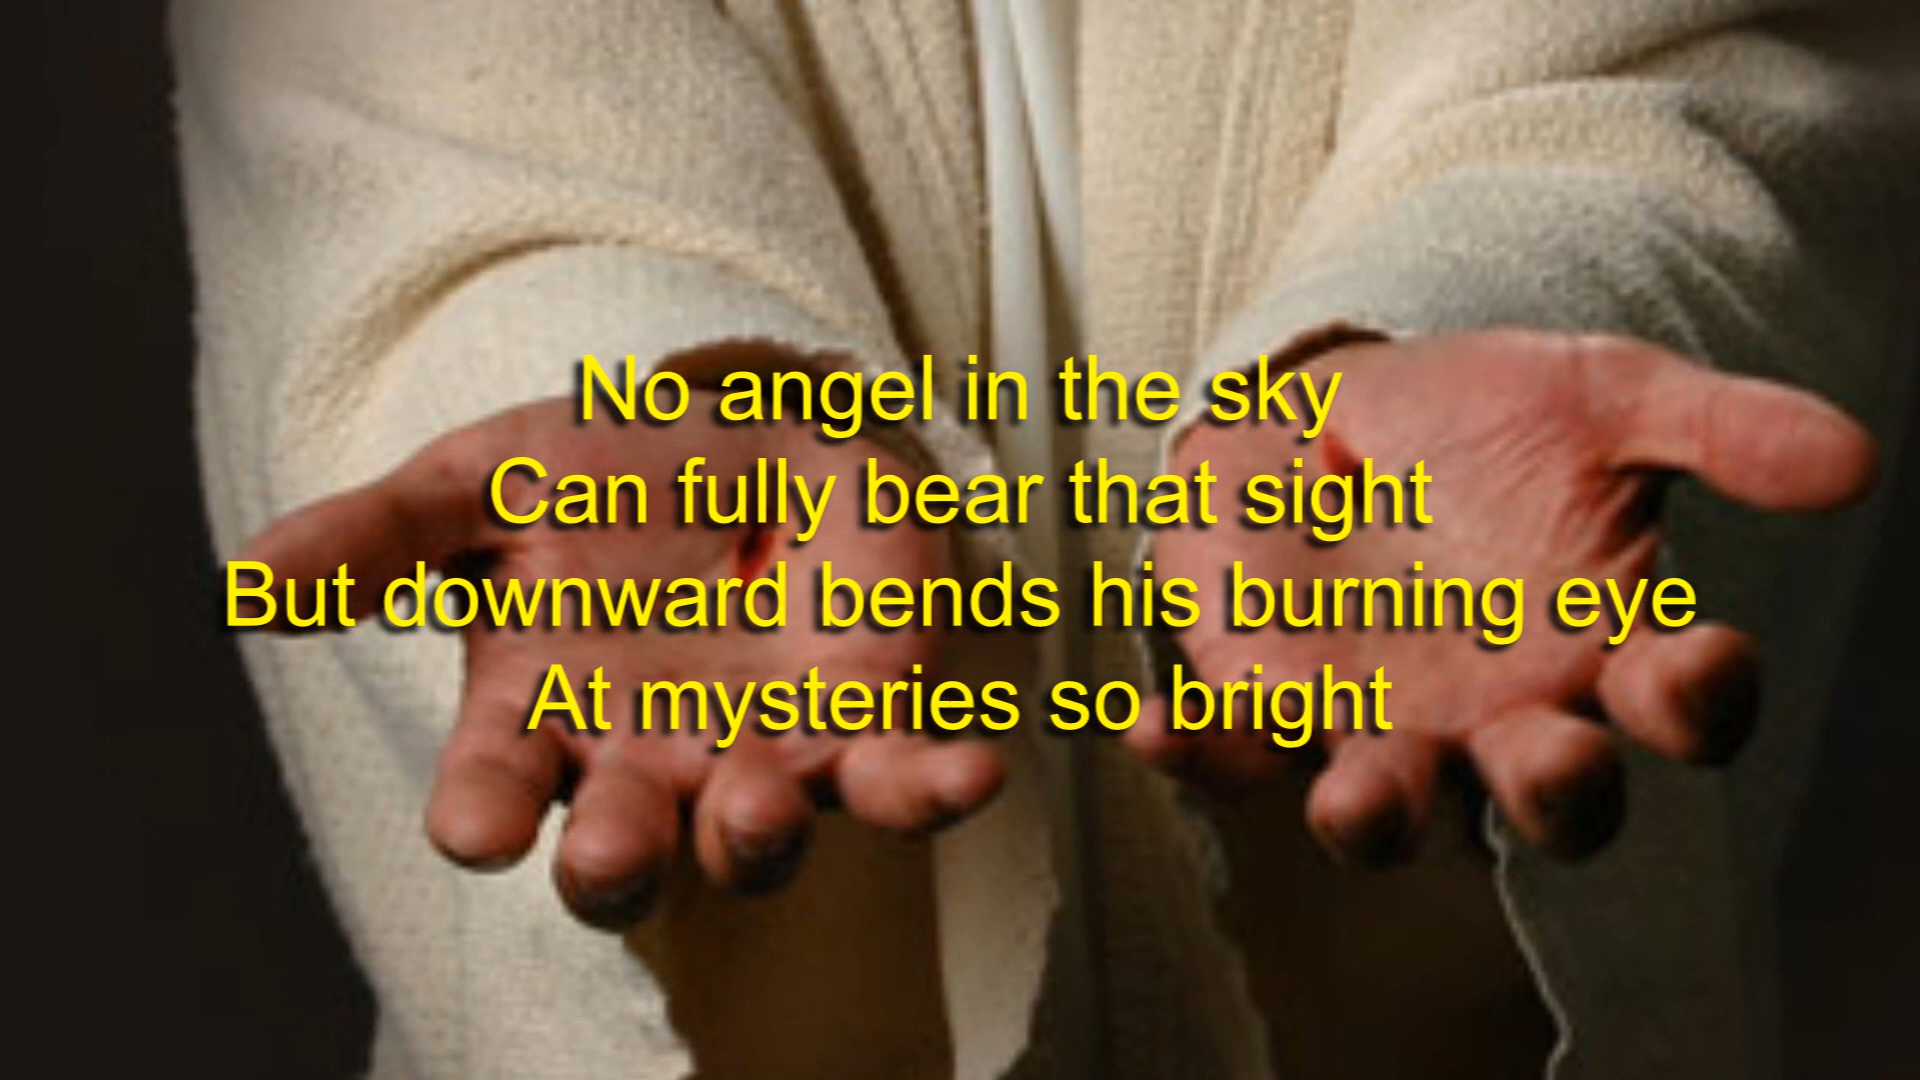 No angel in the sky
Can fully bear that sight
But downward bends his burning eye
At mysteries so bright